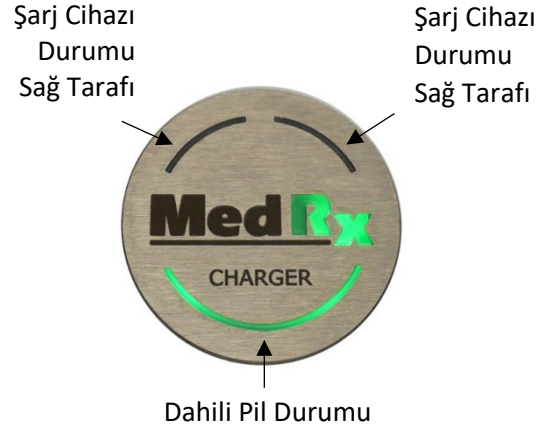 Şarj Cihazı
Durumu
Sağ Tarafı
Şarj Cihazı
Durumu
Sağ Tarafı
MedRx
CHARGER
Dahili Pil Durumu